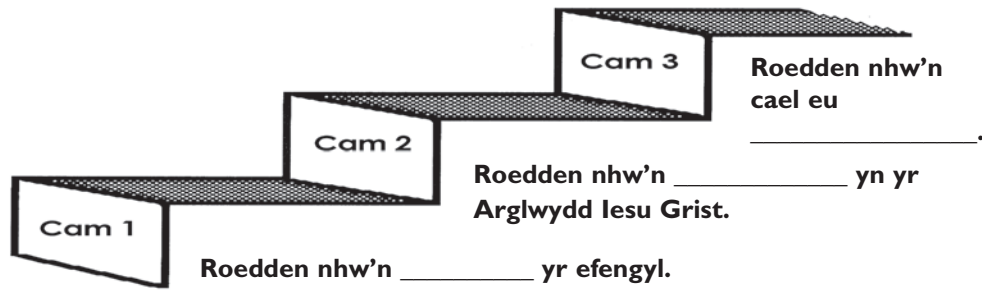 Cam 3
Roedden nhw'n
cael eu
________________.
Cam 2
Roedden nhw'n ____________ yn yr
Arglwydd Iesu Grist.
Cam 1
Roedden nhw'n _________ yr efengyl.